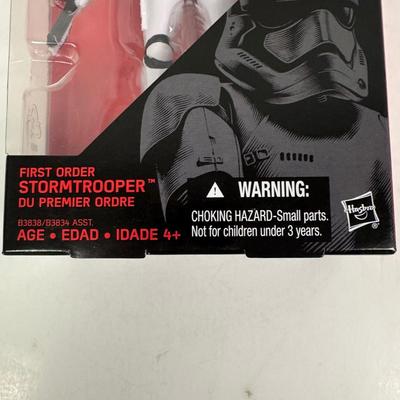 FIRST ORDER
STORMTROOPER™
DU PREMIER ORDRE
B3838/B3834 ASST.
AGE • EDAD • IDADE 4+
WARNING:
CHOKING HAZARD-Small parts.
Not for children under 3 years.
Hasbro